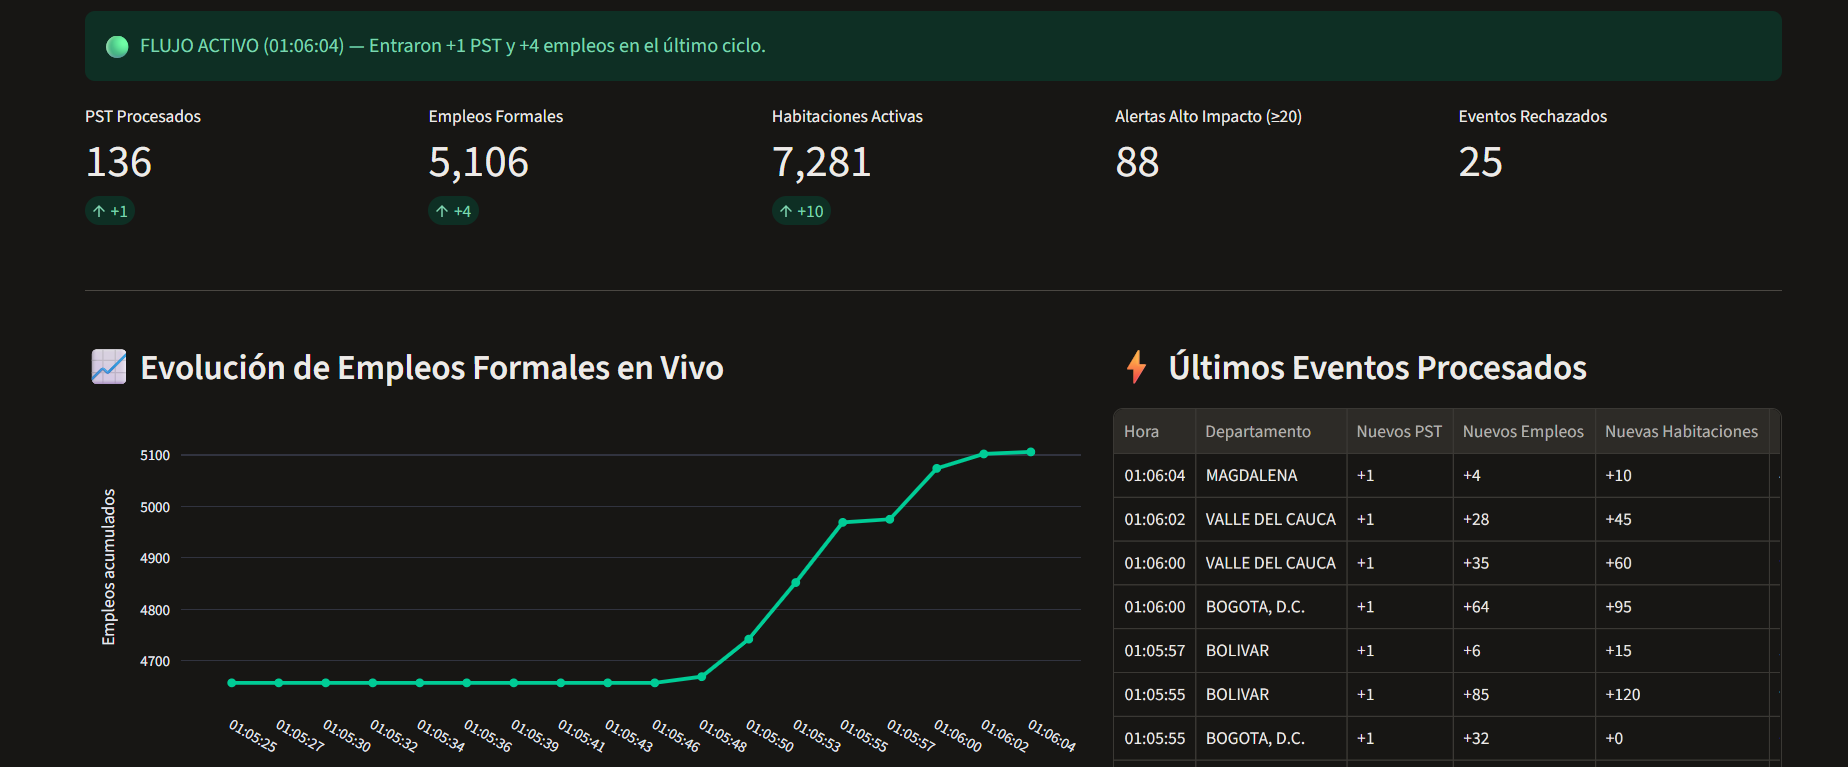 FLUJO ACTIVO (01:06:04) — Entraron +1 PST y +4 empleos en el último ciclo.
PST Procesados
136
↑ +1
Empleos Formales
5,106
↑ +4
Habitaciones Activas
7,281
↑ +10
Alertas Alto Impacto (≥20)
88
Eventos Rechazados
25
Evolución de Empleos Formales en Vivo
Empleos acumulados
5100
5000
4900
4800
4700
01:05:25
01:05:27
01:05:30
01:05:32
01:05:34
01:05:36
01:05:39
01:05:41
01:05:43
01:05:46
01:05:48
01:05:50
01:05:53
01:05:55
01:05:57
01:06:00
01:06:02
01:06:04
Últimos Eventos Procesados
Hora Departamento Nuevos PST Nuevos Empleos Nuevas Habitaciones
01:06:04 MAGDALENA +1 +4 +10
01:06:02 VALLE DEL CAUCA +1 +28 +45
01:06:00 VALLE DEL CAUCA +1 +35 +60
01:06:00 BOGOTA, D.C. +1 +64 +95
01:05:57 BOLIVAR +1 +6 +15
01:05:55 BOLIVAR +1 +85 +120
01:05:55 BOGOTA, D.C. +1 +32 +0